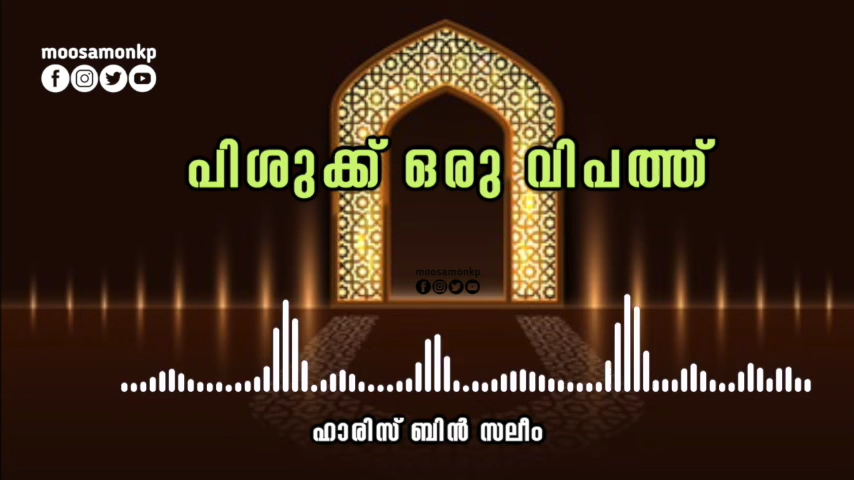 moosamonkp
പിശുക്ക് ഒരു വിപത്ത്
moosamonkp
ഹാരിസ് ബിൻ സലീം